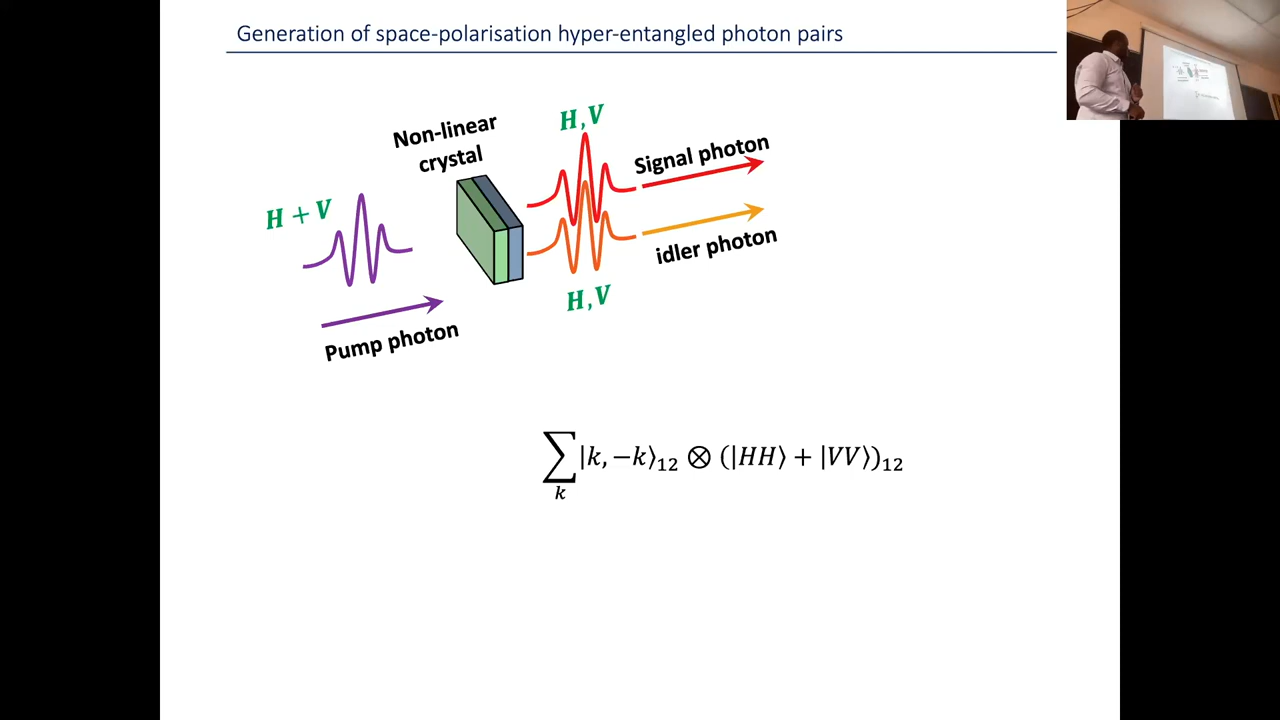 Generation of space-polarisation hyper-entangled photon pairs
Non-linear
crystal
H,V
Signal photon
H + V
idler photon
H,V
Pump photon
∑ₖ|k, −k⟩₁₂ ⊗ (|HH⟩ + |VV⟩)₁₂